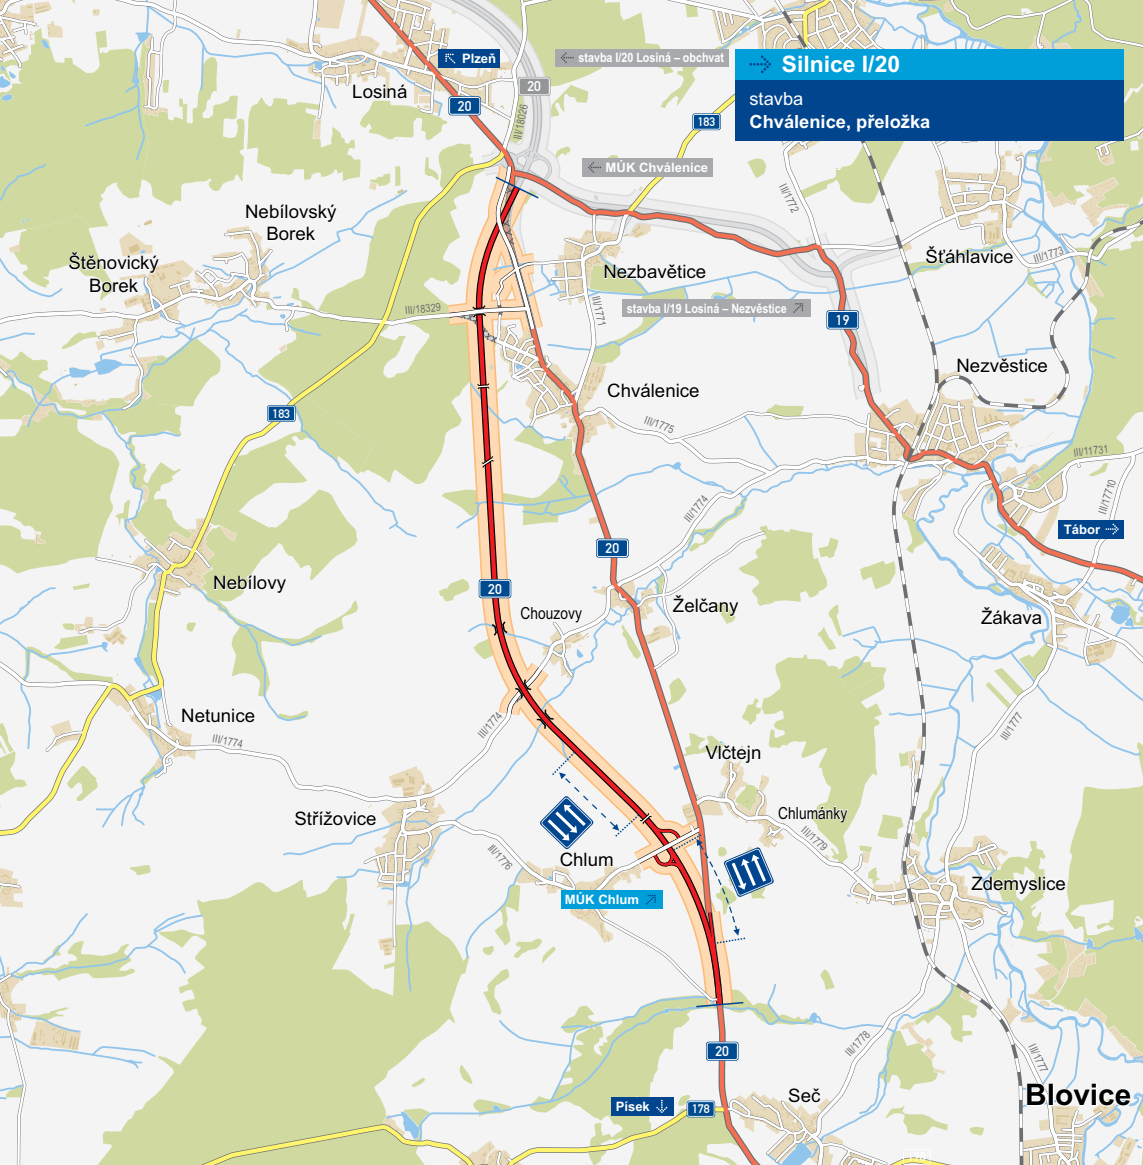 Plzeň
stavba I/20 Losiná – obchvat
Silnice I/20
stavba
Chválenice, přeložka
Losiná
20
20
III/18026
183
MÚK Chválenice
III/1772
Nebílovský
Borek
Štěnovický
Borek
Nezbavětice
Šťáhlavice
III/1773
III/18329
III/1771
stavba I/19 Losiná – Nezvěstice
19
Nezvěstice
Chválenice
183
III/1775
III/11731
III/1774
III/17710
Tábor
20
Nebílovy
20
Chouzovy
Želčany
Žákava
Netunice
III/1774
III/1774
III/1777
Vlčtejn
Střížovice
Chlumánky
III/1779
III/1776
Chlum
MÚK Chlum
Zdemyslice
20
III/1778
III/1777
Písek
178
Seč
Blovice